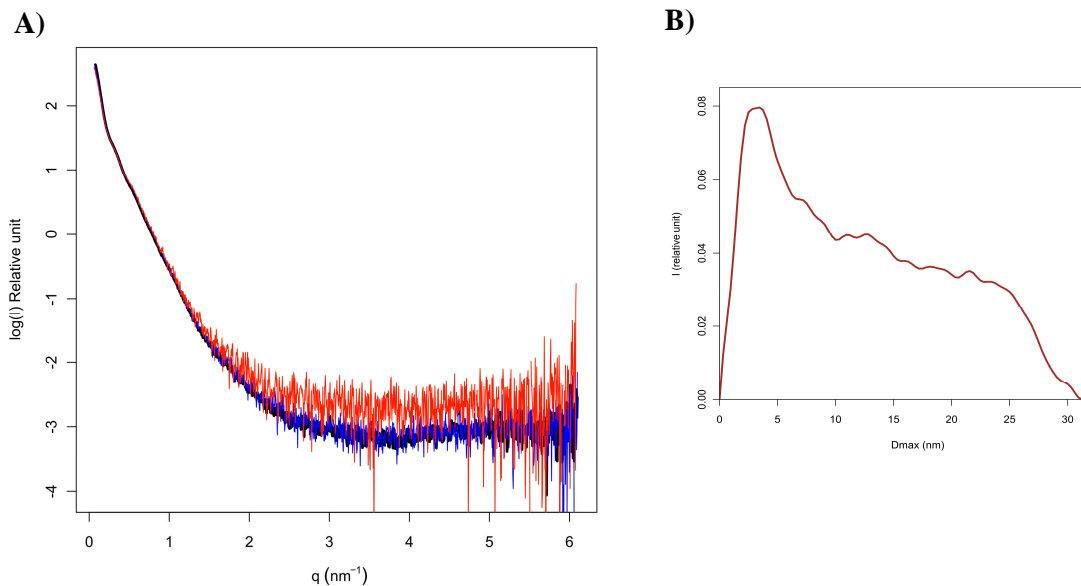 A)
log(I) Relative unit
2
1
0
-1
-2
-3
-4
0 1 2 3 4 5 6
q (nm⁻¹)
B)
I (relative unit)
0.08
0.06
0.04
0.02
0.00
0 5 10 15 20 25 30
Dmax (nm)